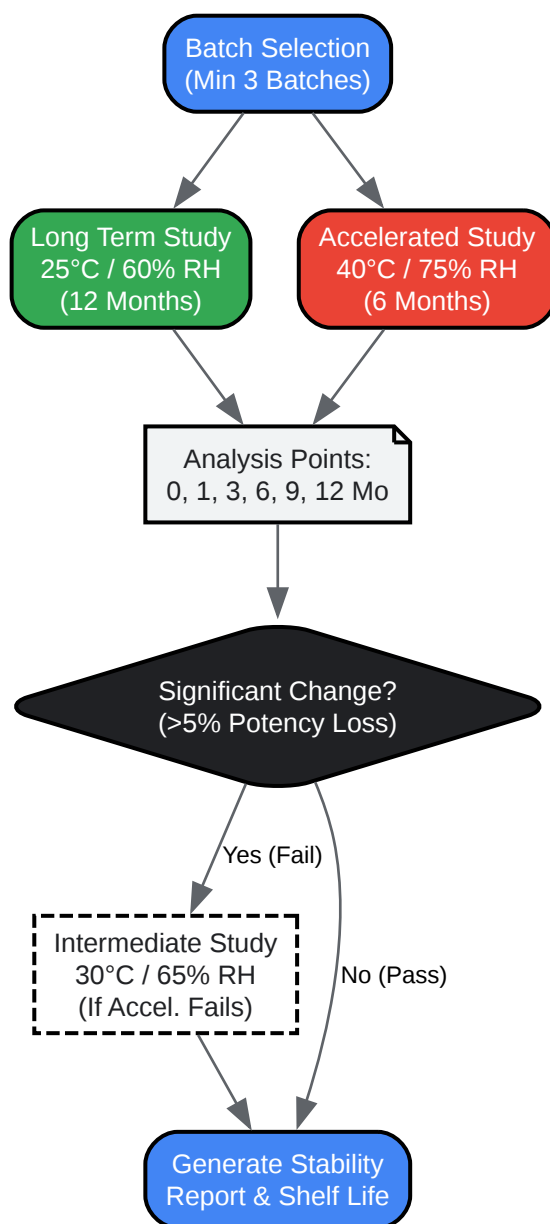 Batch Selection
(Min 3 Batches)
Long Term Study
25°C / 60% RH
(12 Months)
Accelerated Study
40°C / 75% RH
(6 Months)
Analysis Points:
0, 1, 3, 6, 9, 12 Mo
Significant Change?
(>5% Potency Loss)
Yes (Fail)
Intermediate Study
30°C / 65% RH
(If Accel. Fails)
No (Pass)
Generate Stability
Report & Shelf Life